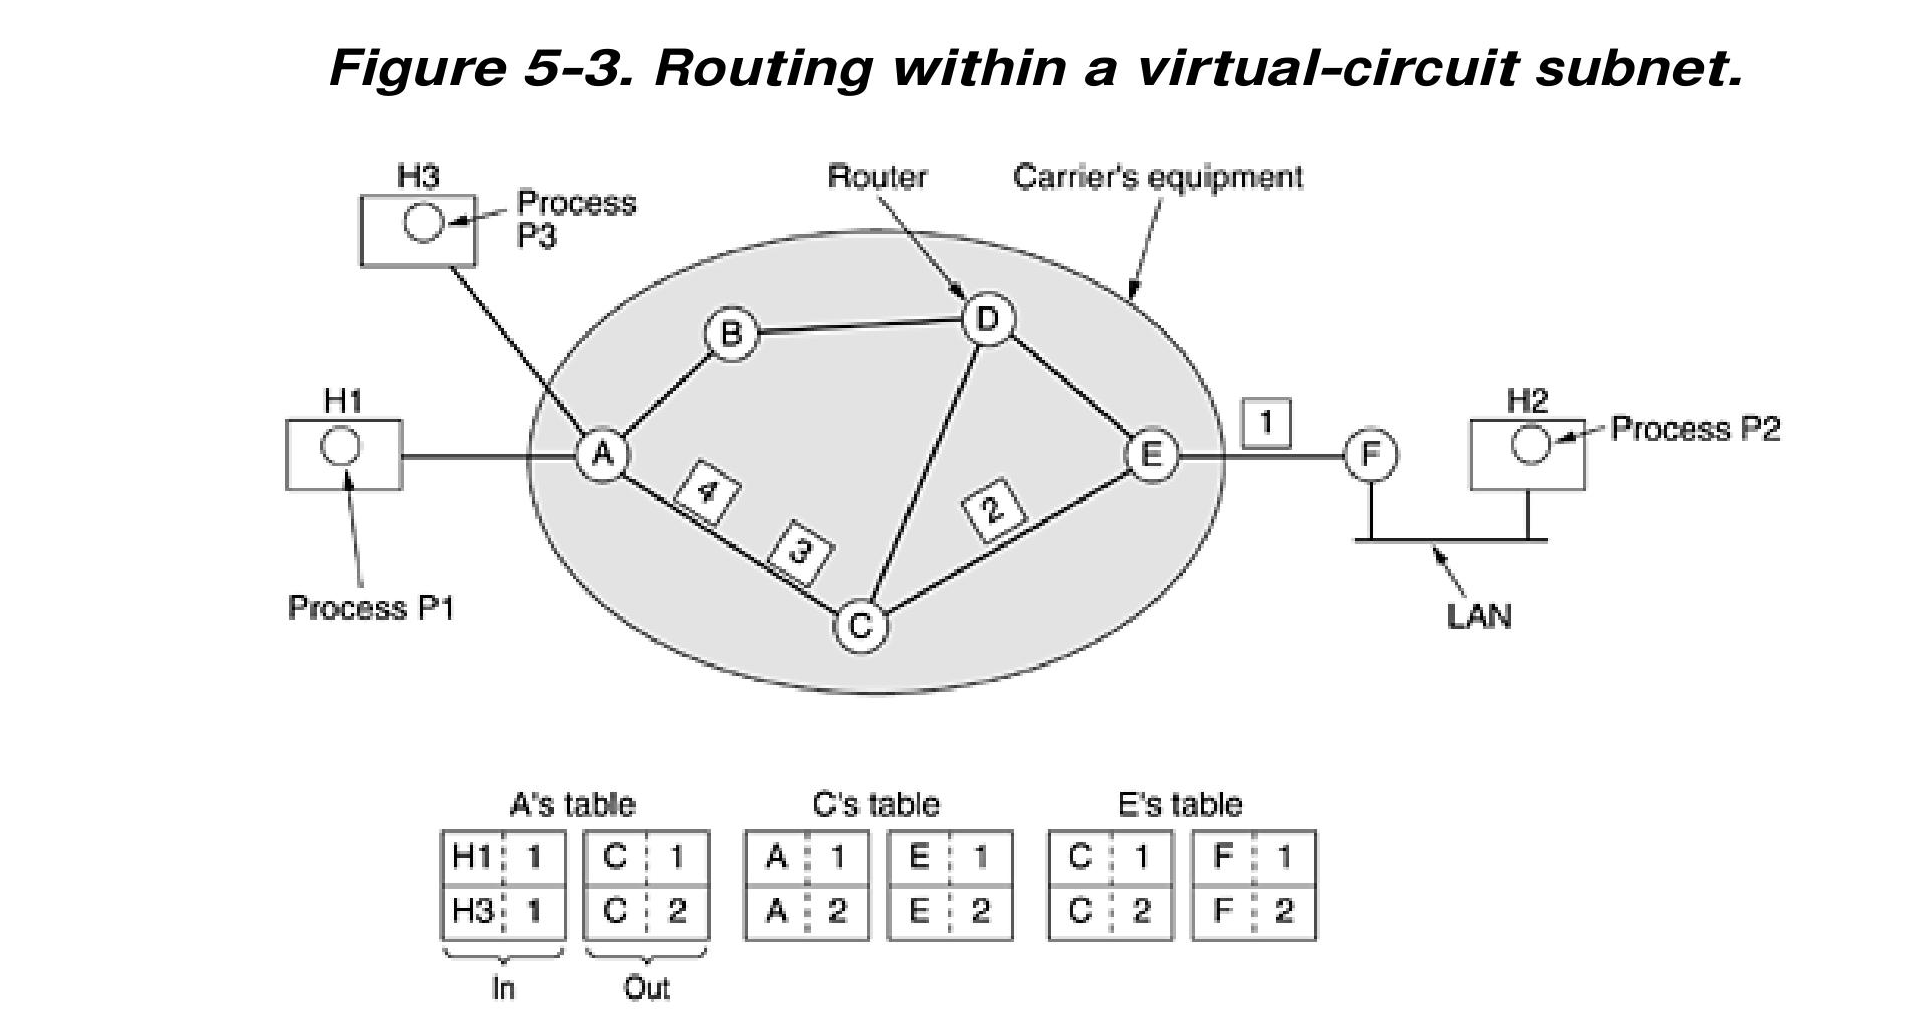 Figure 5-3. Routing within a virtual-circuit subnet.
H3
Process
P3
Router
Carrier's equipment
B
D
H1
A
E
1
F
H2
Process P2
4
3
2
C
Process P1
LAN
A's table
C's table
E's table
H1 1 C 1 A 1 E 1 C 1 F 1
H3 1 C 2 A 2 E 2 C 2 F 2
In
Out